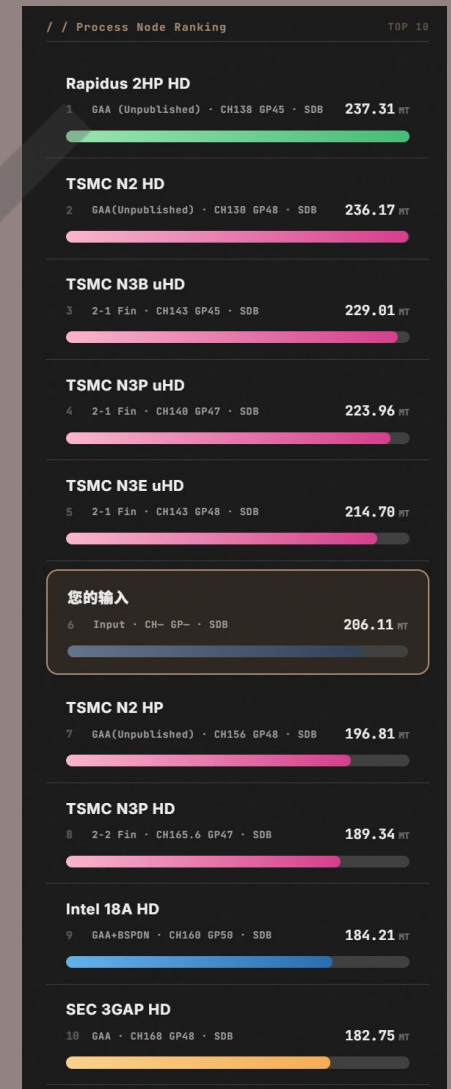 / / Process Node Ranking TOP 10
Rapidus 2HP HD
1 GAA (Unpublished) · CH138 GP45 · SDB 237.31 MT
TSMC N2 HD
2 GAA(Unpublished) · CH130 GP48 · SDB 236.17 MT
TSMC N3B uHD
3 2-1 Fin · CH143 GP45 · SDB 229.01 MT
TSMC N3P uHD
4 2-1 Fin · CH140 GP47 · SDB 223.96 MT
TSMC N3E uHD
5 2-1 Fin · CH143 GP48 · SDB 214.70 MT
您的输入
6 Input · CH— GP— · SDB 206.11 MT
TSMC N2 HP
7 GAA(Unpublished) · CH156 GP48 · SDB 196.81 MT
TSMC N3P HD
8 2-2 Fin · CH165.6 GP47 · SDB 189.34 MT
Intel 18A HD
9 GAA+BSPDN · CH160 GP50 · SDB 184.21 MT
SEC 3GAP HD
10 GAA · CH168 GP48 · SDB 182.75 MT